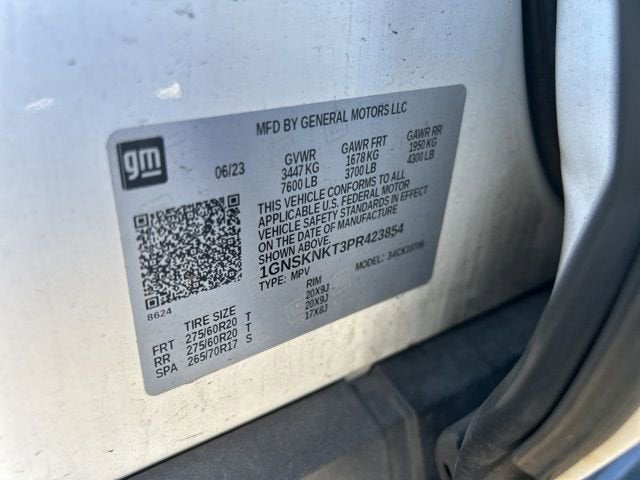 MFD BY GENERAL MOTORS LLC
gm
06/23
GVWR GAWR FRT GAWR RR
3447 KG 1678 KG 1950 KG
7600 LB 3700 LB 4300 LB
THIS VEHICLE CONFORMS TO ALL
APPLICABLE U.S. FEDERAL MOTOR
VEHICLE SAFETY STANDARDS IN EFFECT
ON THE DATE OF MANUFACTURE
SHOWN ABOVE.
1GNSKNKT3PR423854
TYPE: MPV MODEL:
8624
TIRE SIZE RIM
FRT 275/60R20 T 20X9J
RR 275/60R20 T 20X9J
SPA 265/70R17 S 17X8J